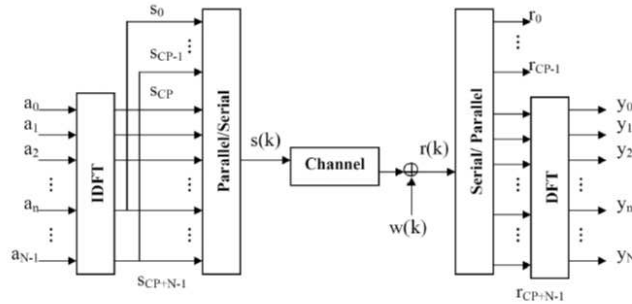 s0
sCP-1
sCP
a0
a1
a2
⋮
an
⋮
aN-1
IDFT
⋮
⋮
sCP+N-1
Parallel/Serial
s(k)
Channel
r(k)
w(k)
Serial/ Parallel
r0
⋮
rCP-1
⋮
⋮
rCP+N-1
DFT
y0
y1
y2
⋮
yn
⋮
yN